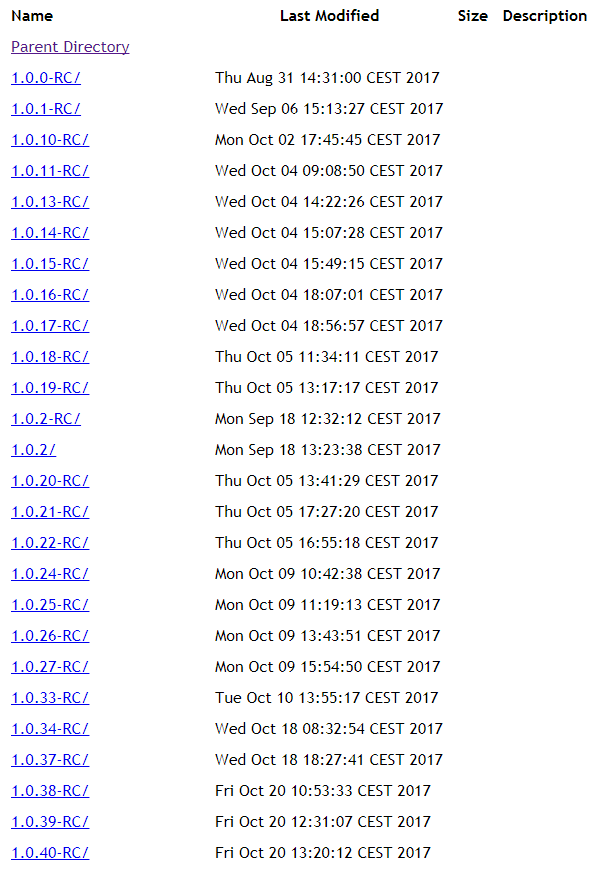 Name Last Modified Size Description
Parent Directory
1.0.0-RC/ Thu Aug 31 14:31:00 CEST 2017
1.0.1-RC/ Wed Sep 06 15:13:27 CEST 2017
1.0.10-RC/ Mon Oct 02 17:45:45 CEST 2017
1.0.11-RC/ Wed Oct 04 09:08:50 CEST 2017
1.0.13-RC/ Wed Oct 04 14:22:26 CEST 2017
1.0.14-RC/ Wed Oct 04 15:07:28 CEST 2017
1.0.15-RC/ Wed Oct 04 15:49:15 CEST 2017
1.0.16-RC/ Wed Oct 04 18:07:01 CEST 2017
1.0.17-RC/ Wed Oct 04 18:56:57 CEST 2017
1.0.18-RC/ Thu Oct 05 11:34:11 CEST 2017
1.0.19-RC/ Thu Oct 05 13:17:17 CEST 2017
1.0.2-RC/ Mon Sep 18 12:32:12 CEST 2017
1.0.2/ Mon Sep 18 13:23:38 CEST 2017
1.0.20-RC/ Thu Oct 05 13:41:29 CEST 2017
1.0.21-RC/ Thu Oct 05 17:27:20 CEST 2017
1.0.22-RC/ Thu Oct 05 16:55:18 CEST 2017
1.0.24-RC/ Mon Oct 09 10:42:38 CEST 2017
1.0.25-RC/ Mon Oct 09 11:19:13 CEST 2017
1.0.26-RC/ Mon Oct 09 13:43:51 CEST 2017
1.0.27-RC/ Mon Oct 09 15:54:50 CEST 2017
1.0.33-RC/ Tue Oct 10 13:55:17 CEST 2017
1.0.34-RC/ Wed Oct 18 08:32:54 CEST 2017
1.0.37-RC/ Wed Oct 18 18:27:41 CEST 2017
1.0.38-RC/ Fri Oct 20 10:53:33 CEST 2017
1.0.39-RC/ Fri Oct 20 12:31:07 CEST 2017
1.0.40-RC/ Fri Oct 20 13:20:12 CEST 2017